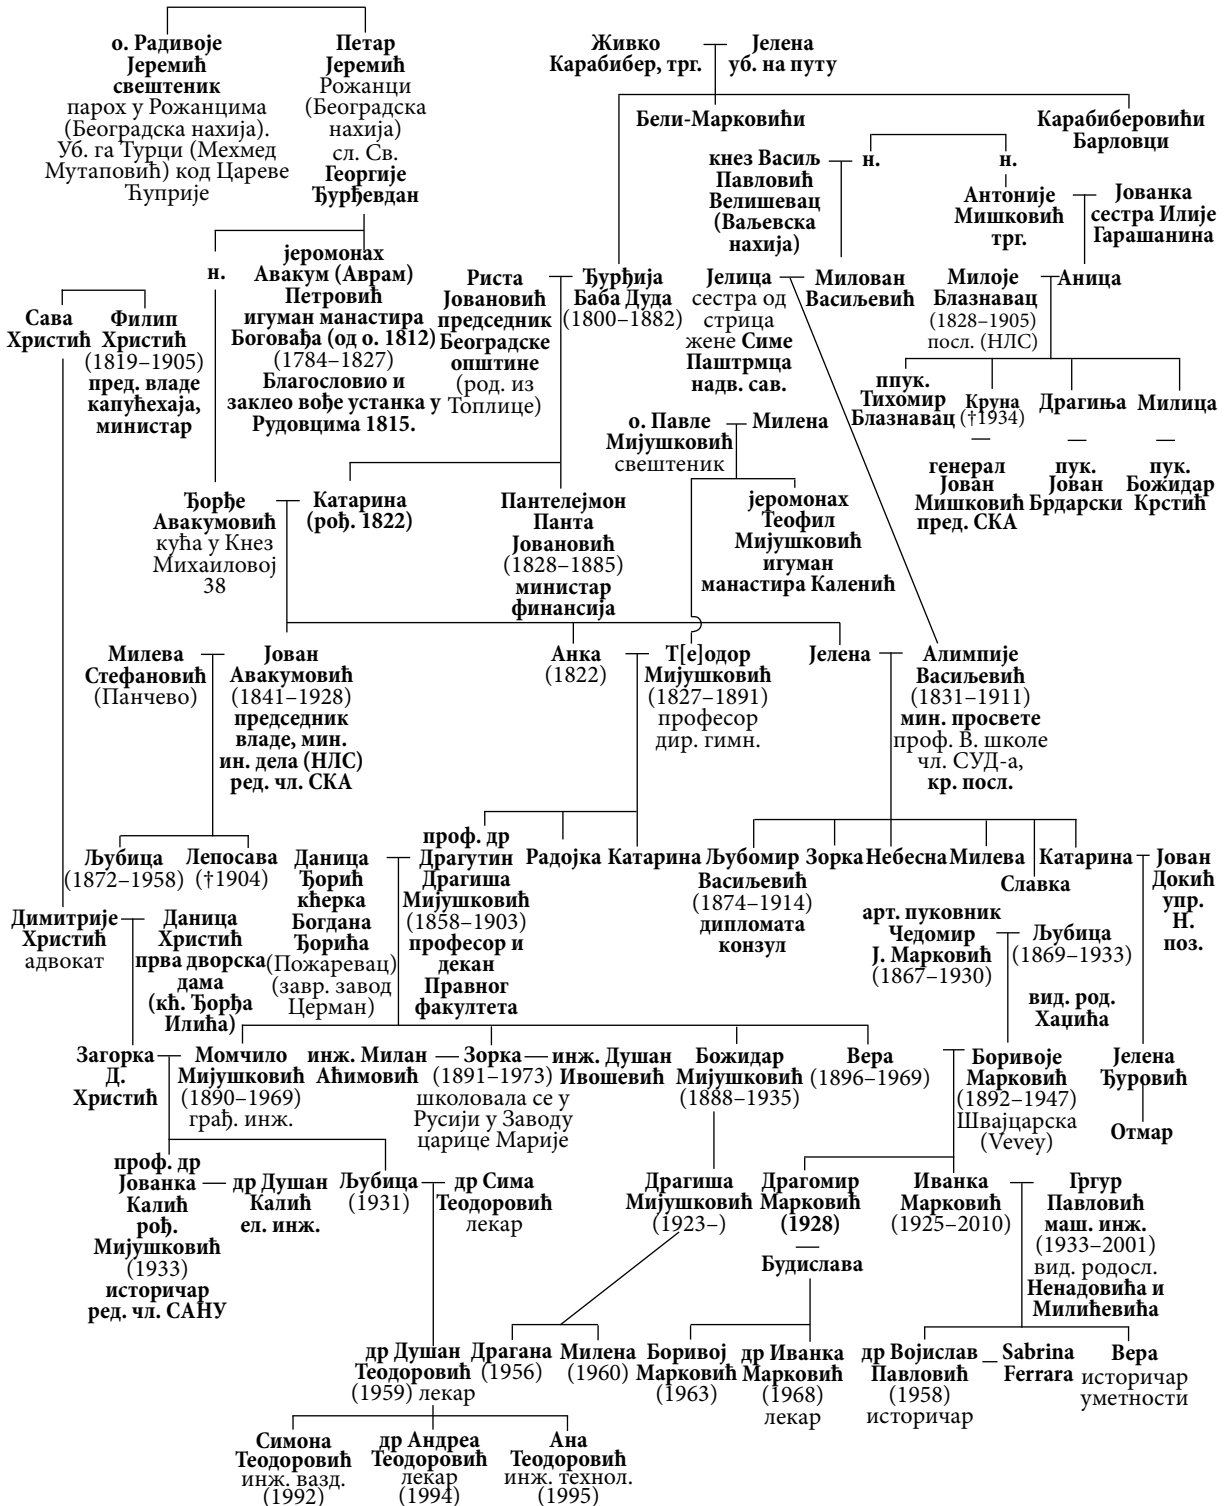 о. Радивоје
Јеремић
свештеник
парох у Рожанцима
(Београдска нахија).
Уб. га Турци (Мехмед
Мутаповић) код Цареве
Ћуприје
Петар
Јеремић
Рожанци
(Београдска
нахија)
сл. Св.
Георгије
Ђурђевдан
Живко
Карабибер, трг.
Јелена
уб. на путу
Бели-Марковићи
Карабиберовићи
Барловци
кнез Васиљ
Павловић
Велишевац
(Ваљевска
нахија)
н.
н.
Антоније
Мишковић
трг.
Јованка
сестра Илије
Гарашанина
н.
јеромонах
Авакум (Аврам)
Петровић
игуман манастира
Боговађа (од о. 1812)
(1784–1827)
Благословио и
заклео вође устанка у
Рудовцима 1815.
Риста
Јовановић
председник
Београдске
општине
(род. из
Топлице)
Ђурђија
Баба Дуда
(1800–1882)
Јелица
сестра од
стрица
жене Симе
Паштрмца
надв. сав.
Милован
Васиљевић
Милоје
Блазнавац
(1828–1905)
посл. (НЛС)
Аница
Сава
Христић
Филип
Христић
(1819–1905)
пред. владе
капућехаја,
министар
ппук.
Тихомир
Блазнавац
Круна
(†1934)
—
генерал
Јован
Мишковић
пред. СКА
Драгиња
—
пук.
Јован
Брдарски
Милица
—
пук.
Божидар
Крстић
о. Павле
Мијушковић
свештеник
Милена
Ђорђе
Авакумовић
кућа у Кнез
Михаиловој
38
Катарина
(рођ. 1822)
Пантелејмон
Панта
Јовановић
(1828–1885)
министар
финансија
јеромонах
Теофил
Мијушковић
игуман
манастира Каленић
Милева
Стефановић
(Панчево)
Јован
Авакумовић
(1841–1928)
председник
владе, мин.
ин. дела (НЛС)
ред. чл. СКА
Анка
(1822)
Т[е]одор
Мијушковић
(1827–1891)
професор
дир. гимн.
Јелена
Алимпије
Васиљевић
(1831–1911)
мин. просвете
проф. В. школе
чл. СУД-а,
кр. посл.
Љубица
(1872–1958)
Лепосава
(†1904)
Даница
Ђорић
кћерка
Богдана
Ђорића
(Пожаревац)
(завр. завод
Церман)
проф. др
Драгутин
Драгиша
Мијушковић
(1858–1903)
професор и
декан
Правног
факултета
Радојка
Катарина
Љубомир
Васиљевић
(1874–1914)
дипломата
конзул
Зорка
Небесна
Милева
Славка
Катарина
Јован
Докић
упр.
Н.
поз.
Димитрије
Христић
адвокат
Даница
Христић
прва дворска
дама
(кћ. Ђорђа
Илића)
арт. пуковник
Чедомир
Ј. Марковић
(1867–1930)
Љубица
(1869–1933)
вид. род.
Хаџића
Загорка
Д.
Христић
Момчило
Мијушковић
(1890–1969)
грађ. инж.
инж. Милан
Аћимовић
Зорка
(1891–1973)
школовала се у
Русији у Заводу
царице Марије
инж. Душан
Ивошевић
Божидар
Мијушковић
(1888–1935)
Вера
(1896–1969)
Боривоје
Марковић
(1892–1947)
Швајцарска
(Vevey)
Јелена
Ђуровић
Отмар
проф. др
Јованка
Калић
рођ.
Мијушковић
(1933)
историчар
ред. чл. САНУ
др Душан
Калић
ел. инж.
Љубица
(1931)
др Сима
Теодоровић
лекар
Драгиша
Мијушковић
(1923–)
Драгомир
Марковић
(1928)
—
Будислава
Иванка
Марковић
(1925–2010)
Гргур
Павловић
маш. инж.
(1933–2001)
вид. родосл.
Ненадовића и
Милићевића
др Душан
Теодоровић
(1959) лекар
Драгана
(1956)
Милена
(1960)
Боривој
Марковић
(1963)
др Иванка
Марковић
(1968)
лекар
др Војислав
Павловић
(1958)
историчар
Sabrina
Ferrara
Вера
историчар
уметности
Симона
Теодоровић
инж. вазд.
(1992)
др Андреа
Теодоровић
лекар
(1994)
Ана
Теодоровић
инж. технол.
(1995)